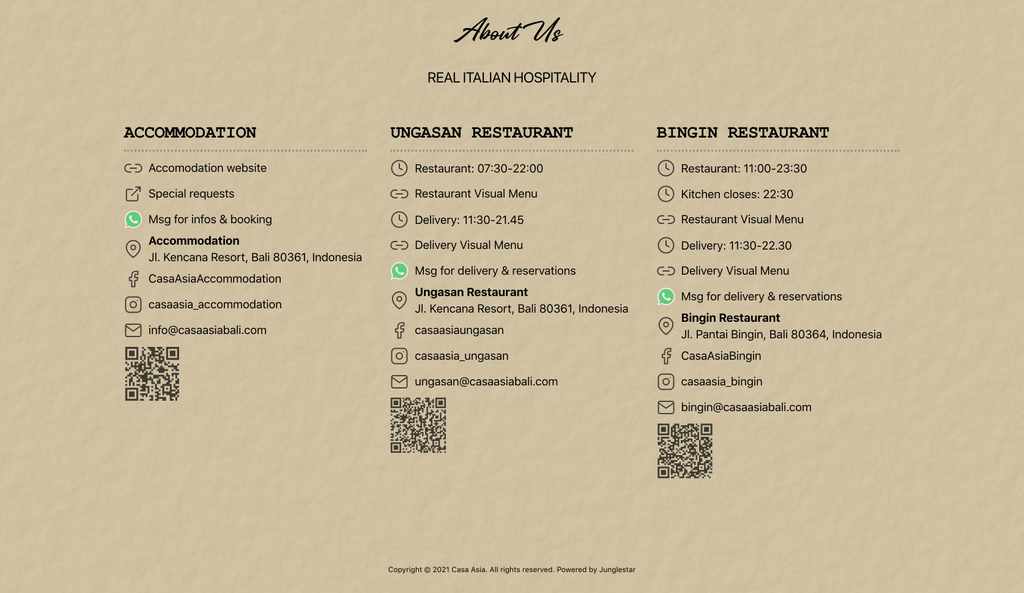 About Us
REAL ITALIAN HOSPITALITY
ACCOMMODATION
Accomodation website
Special requests
Msg for infos & booking
Accommodation
Jl. Kencana Resort, Bali 80361, Indonesia
CasaAsiaAccommodation
casaasia_accommodation
info@casaasiabali.com
UNGASAN RESTAURANT
Restaurant: 07:30-22:00
Restaurant Visual Menu
Delivery: 11:30-21.45
Delivery Visual Menu
Msg for delivery & reservations
Ungasan Restaurant
Jl. Kencana Resort, Bali 80361, Indonesia
casaasiaungasan
casaasia_ungasan
ungasan@casaasiabali.com
BINGIN RESTAURANT
Restaurant: 11:00-23:30
Kitchen closes: 22:30
Restaurant Visual Menu
Delivery: 11:30-22.30
Delivery Visual Menu
Msg for delivery & reservations
Bingin Restaurant
Jl. Pantai Bingin, Bali 80364, Indonesia
CasaAsiaBingin
casaasia_bingin
bingin@casaasiabali.com
Copyright © 2021 Casa Asia. All rights reserved. Powered by Junglestar